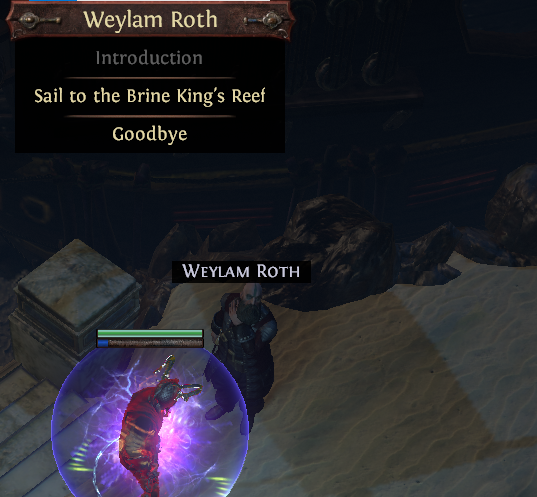 Weylam Roth
Introduction
Sail to the Brine King's Reef
Goodbye
Weylam Roth